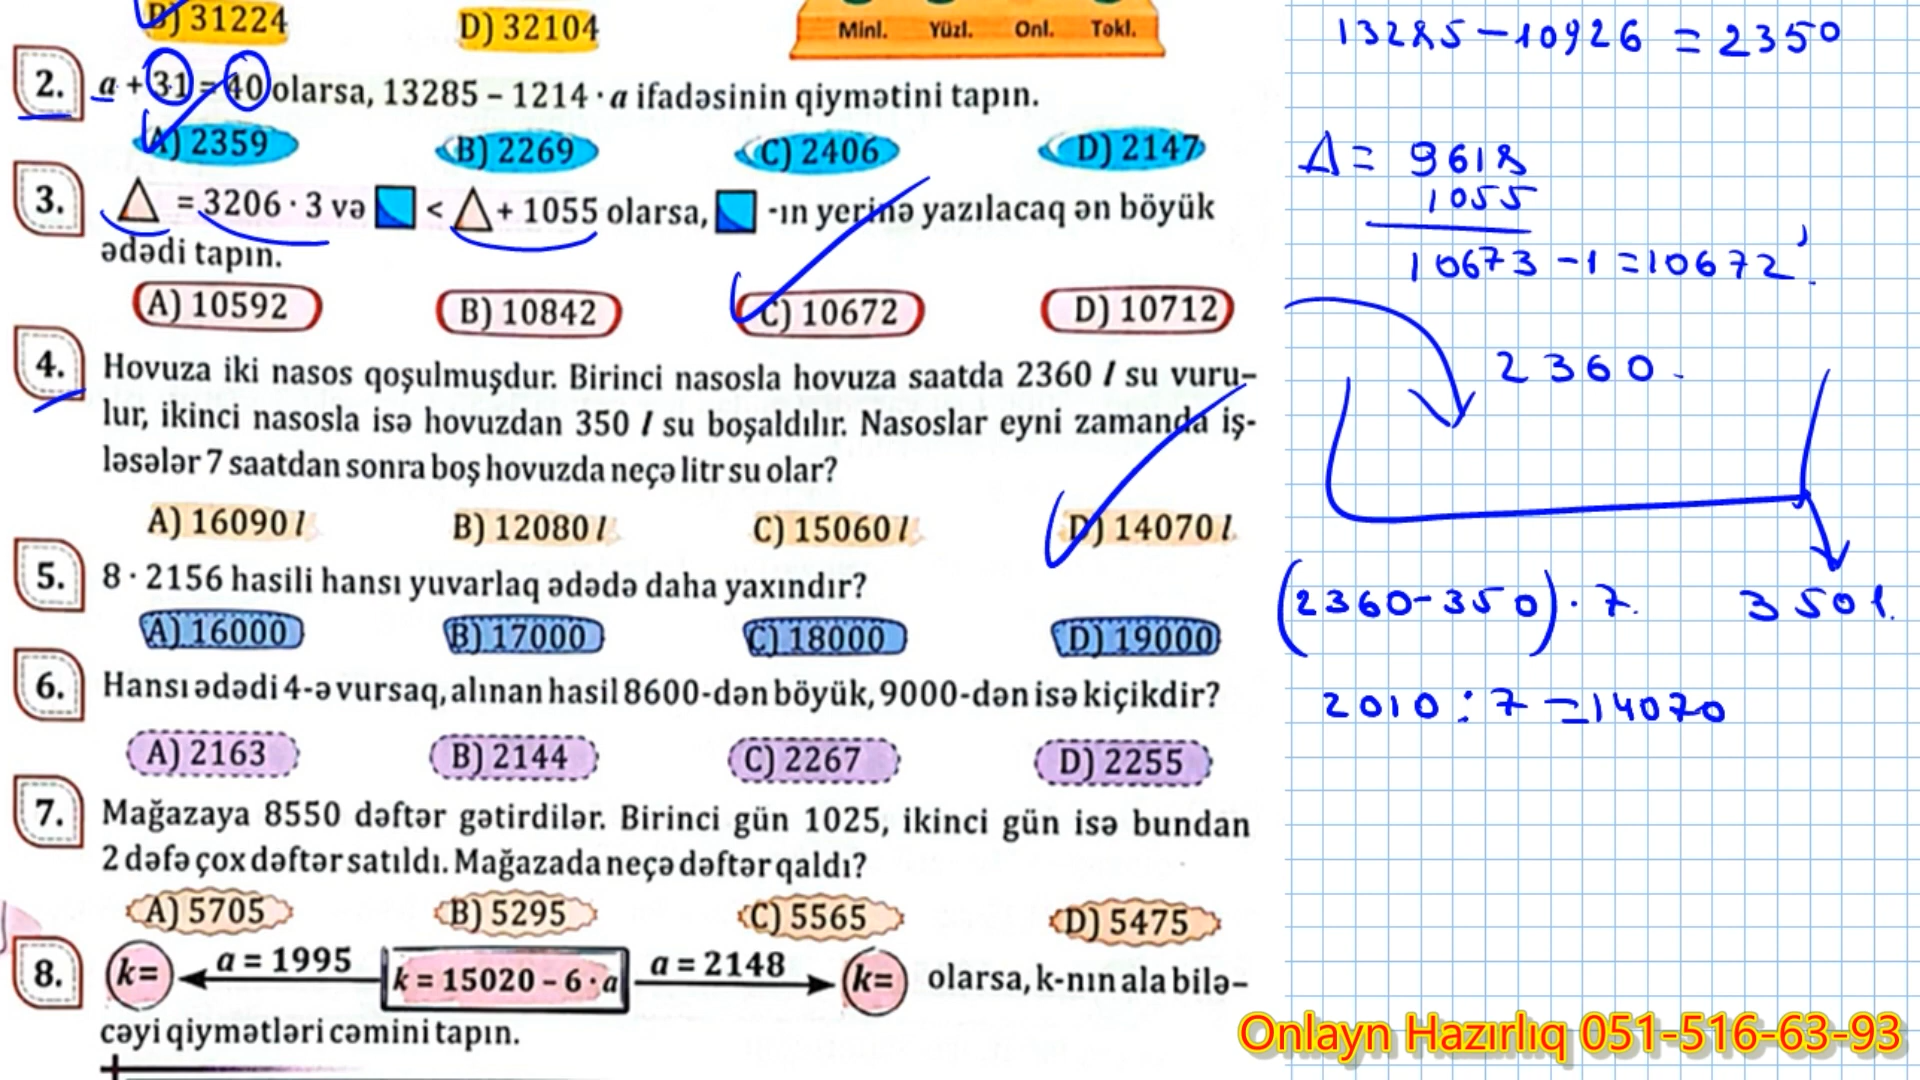 B) 31224 D) 32104
Minl. Yüzl. Onl. Təkl.
2. a + 31 = 40 olarsa, 13285 – 1214 · a ifadəsinin qiymətini tapın.
A) 2359 B) 2269 C) 2406 D) 2147
3. △ = 3206 · 3 və ■ < △ + 1055 olarsa, ■ -ın yerinə yazılacaq ən böyük
ədədi tapın.
A) 10592 B) 10842 C) 10672 D) 10712
4. Hovuza iki nasos qoşulmuşdur. Birinci nasosla hovuza saatda 2360 l su vuru–
lur, ikinci nasosla isə hovuzdan 350 l su boşaldılır. Nasoslar eyni zamanda iş-
ləsələr 7 saatdan sonra boş hovuzda neçə litr su olar?
A) 16090 l B) 12080 l C) 15060 l D) 14070 l
5. 8 · 2156 hasili hansı yuvarlaq ədədə daha yaxındır?
A) 16000 B) 17000 C) 18000 D) 19000
6. Hansı ədədi 4-ə vursaq, alınan hasil 8600-dən böyük, 9000-dən isə kiçikdir?
A) 2163 B) 2144 C) 2267 D) 2255
7. Mağazaya 8550 dəftər gətirdilər. Birinci gün 1025, ikinci gün isə bundan
2 dəfə çox dəftər satıldı. Mağazada neçə dəftər qaldı?
A) 5705 B) 5295 C) 5565 D) 5475
8. k= a = 1995 k = 15020 – 6 · a a = 2148 k= olarsa, k-nın ala bilə–
cəyi qiymətləri cəmini tapın.
13285 – 10926 = 2350
△ = 9618
1055
10673 – 1 = 10672
2360
(2360-350) · 7. 350 l.
2010 : 7 = 14070
Onlayn Hazırlıq 051-516-63-93